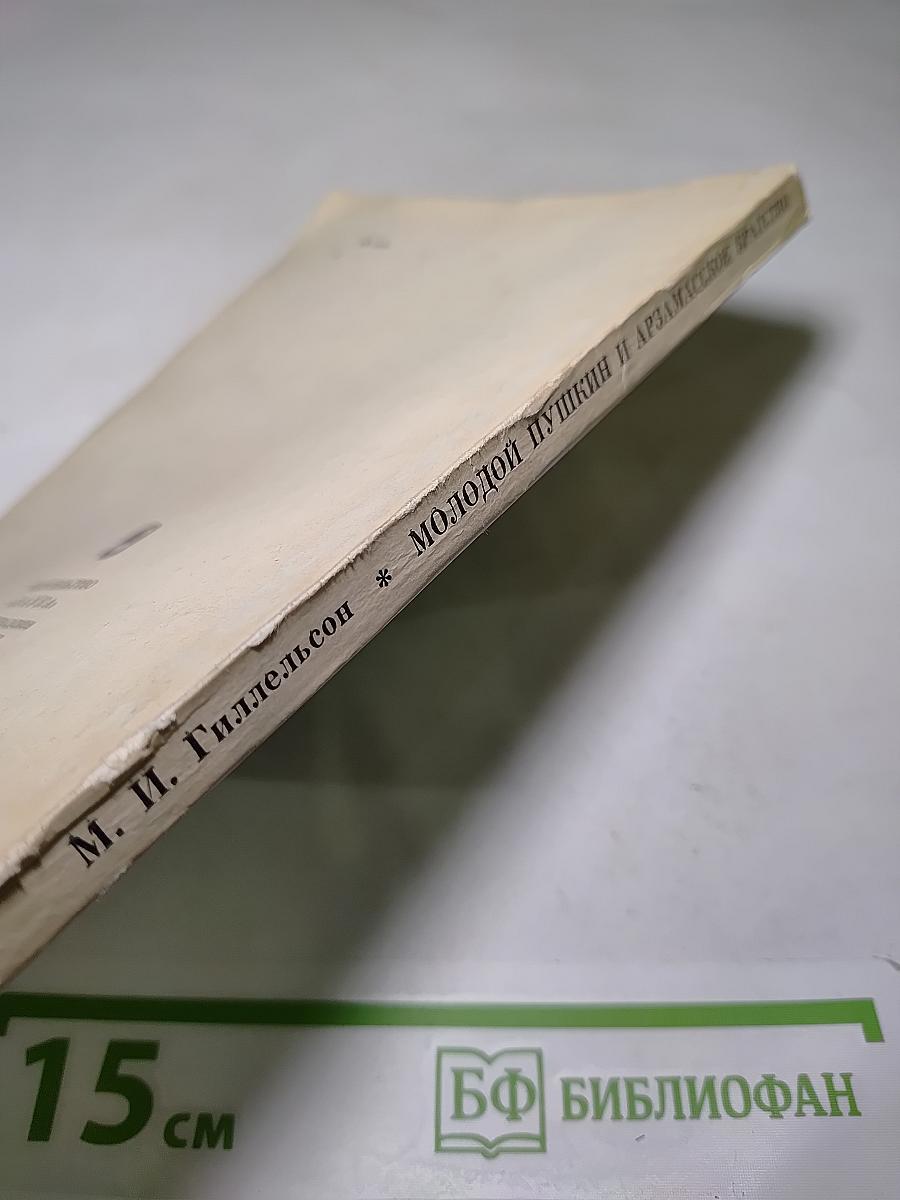 М. И. Гиллельсон * МОЛОДОЙ ПУШКИН И АРЗАМАССКОЕ БРАТСТВО
15 см
БФ БИБЛИОФАН